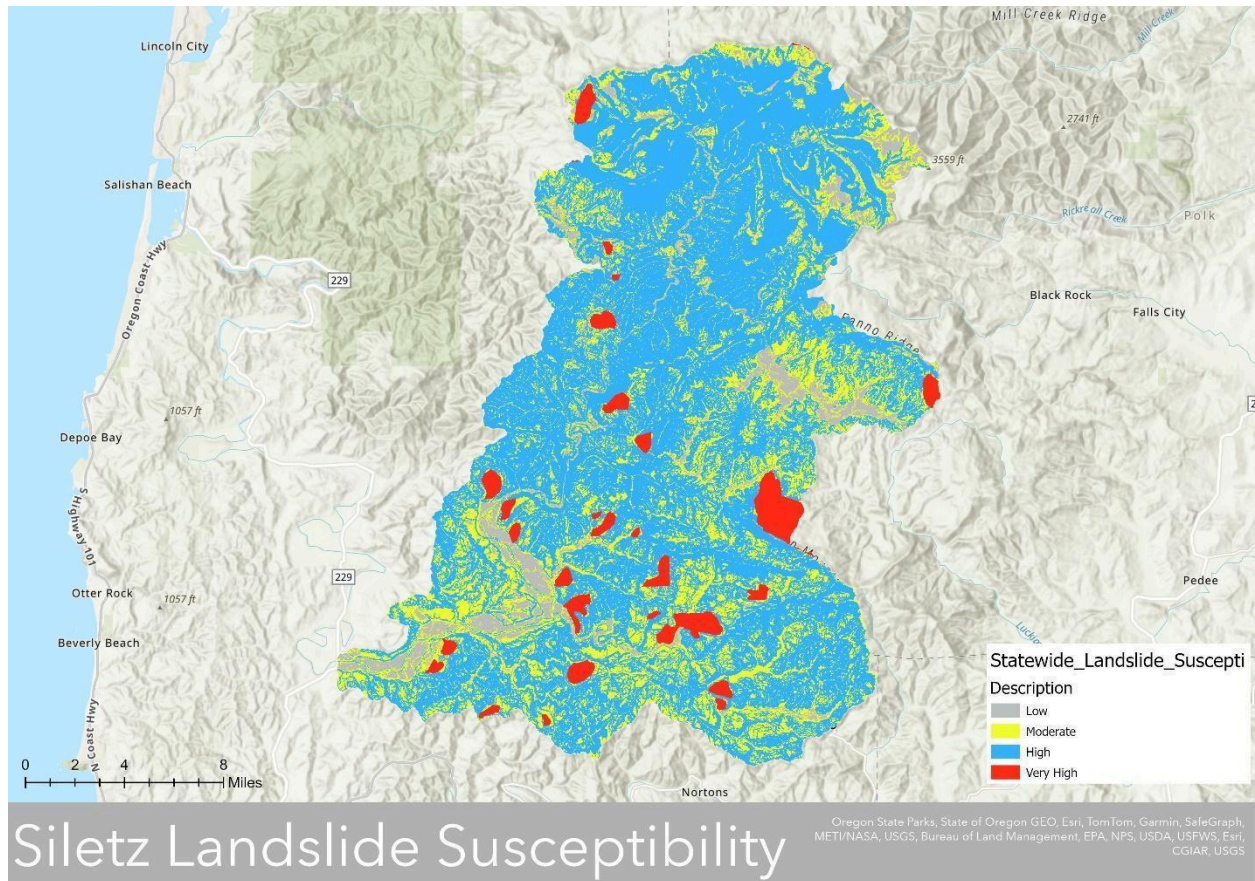 Mill Creek Ridge
Mill Creek
Lincoln City
2741 ft
3559 ft
Salishan Beach
Rickreall Creek
Polk
Oregon Coast Hwy
229
Black Rock
Falls City
Fanno Ridge
1057 ft
Depoe Bay
S Highway 101
229
Otter Rock
1057 ft
Pedee
Beverly Beach
N Coast Hwy
Nortons
Statewide_Landslide_Suscepti
Description
Low
Moderate
High
Very High
0 2 4 8
Miles
Siletz Landslide Susceptibility
Oregon State Parks, State of Oregon GEO, Esri, TomTom, Garmin, SafeGraph,
METI/NASA, USGS, Bureau of Land Management, EPA, NPS, USDA, USFWS, Esri,
CGIAR, USGS